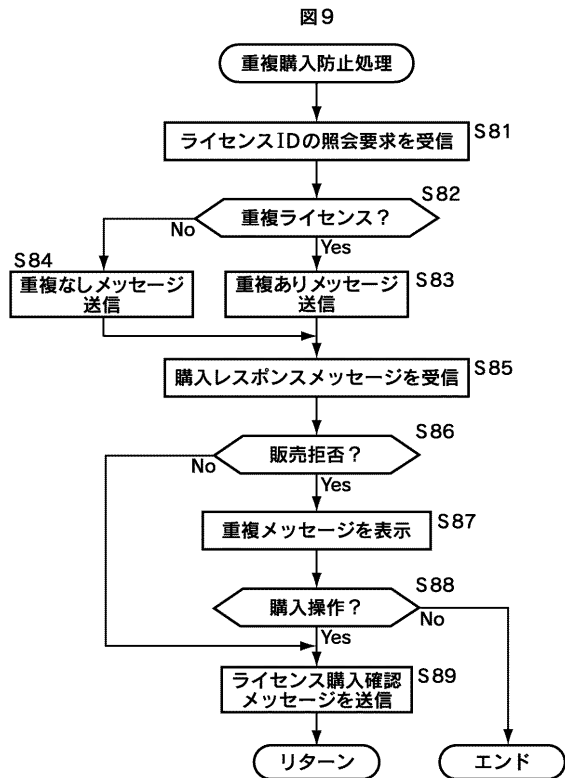 図9
重複購入防止処理
ライセンスIDの照会要求を受信
S81
重複ライセンス？
S82
No
Yes
S84
重複なしメッセージ
送信
重複ありメッセージ
送信
S83
購入レスポンスメッセージを受信
S85
販売拒否？
S86
No
Yes
重複メッセージを表示
S87
購入操作？
S88
No
Yes
ライセンス購入確認
メッセージを送信
S89
リターン
エンド